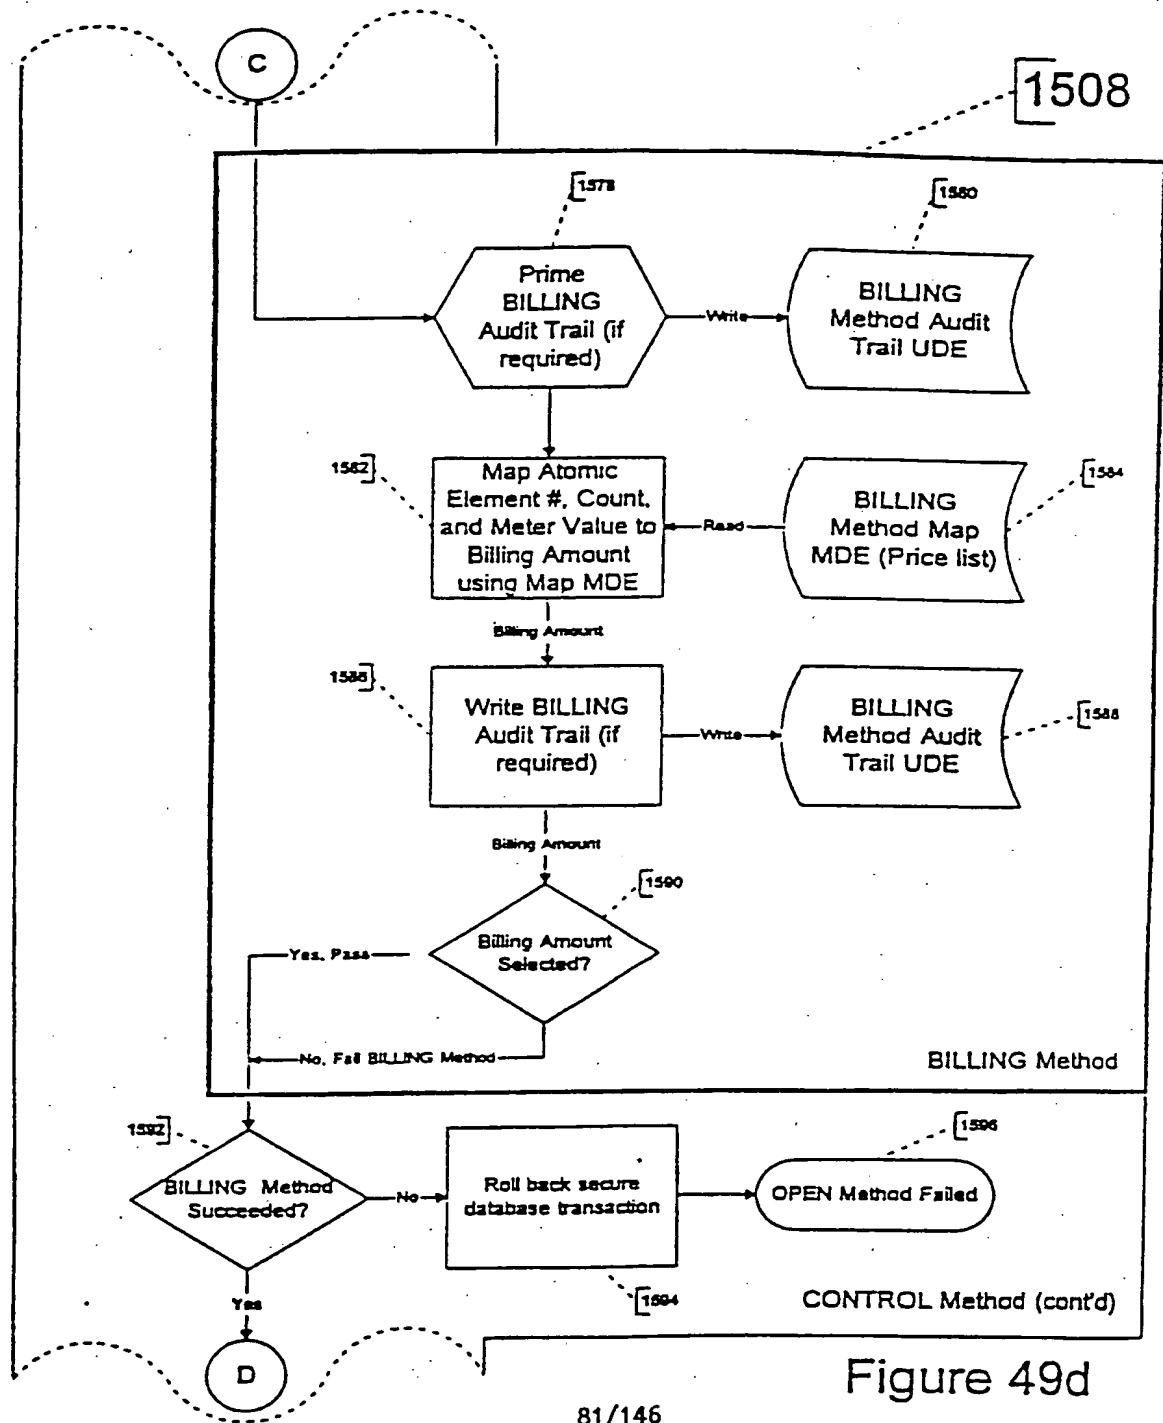 C
1508
1578
1580
Prime
BILLING
Audit Trail (if
required)
Write
BILLING
Method Audit
Trail UDE
1582
Map Atomic
Element #, Count,
and Meter Value to
Billing Amount
using Map MDE
Read
BILLING
Method Map
MDE (Price list)
1584
Billing Amount
1586
Write BILLING
Audit Trail (if
required)
Write
BILLING
Method Audit
Trail UDE
1588
Billing Amount
1590
Billing Amount
Selected?
Yes, Pass
No, Fail BILLING Method
BILLING Method
1592
BILLING Method
Succeeded?
No
Roll back secure
database transaction
1596
OPEN Method Failed
1594
Yes
CONTROL Method (cont'd)
D
Figure 49d
81/146